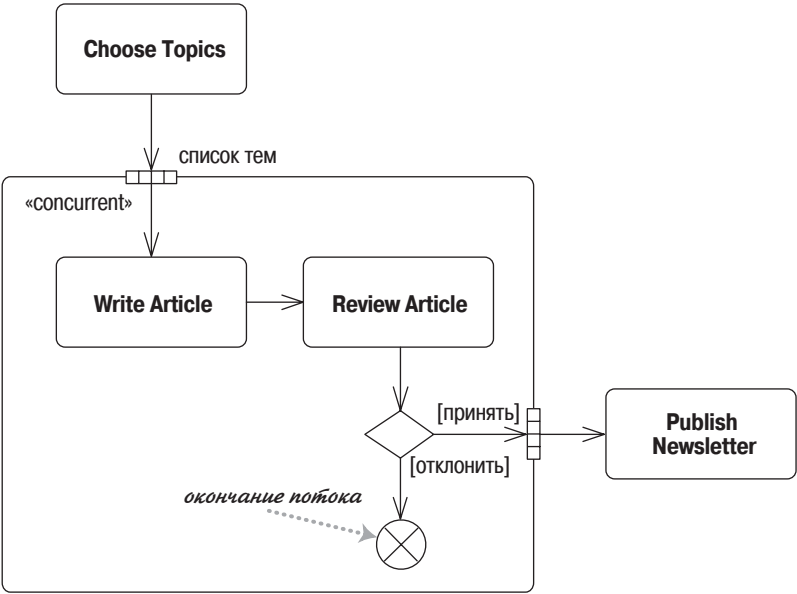 Choose Topics
список тем
«concurrent»
Write Article
Review Article
[принять]
Publish
Newsletter
[отклонить]
окончание потока